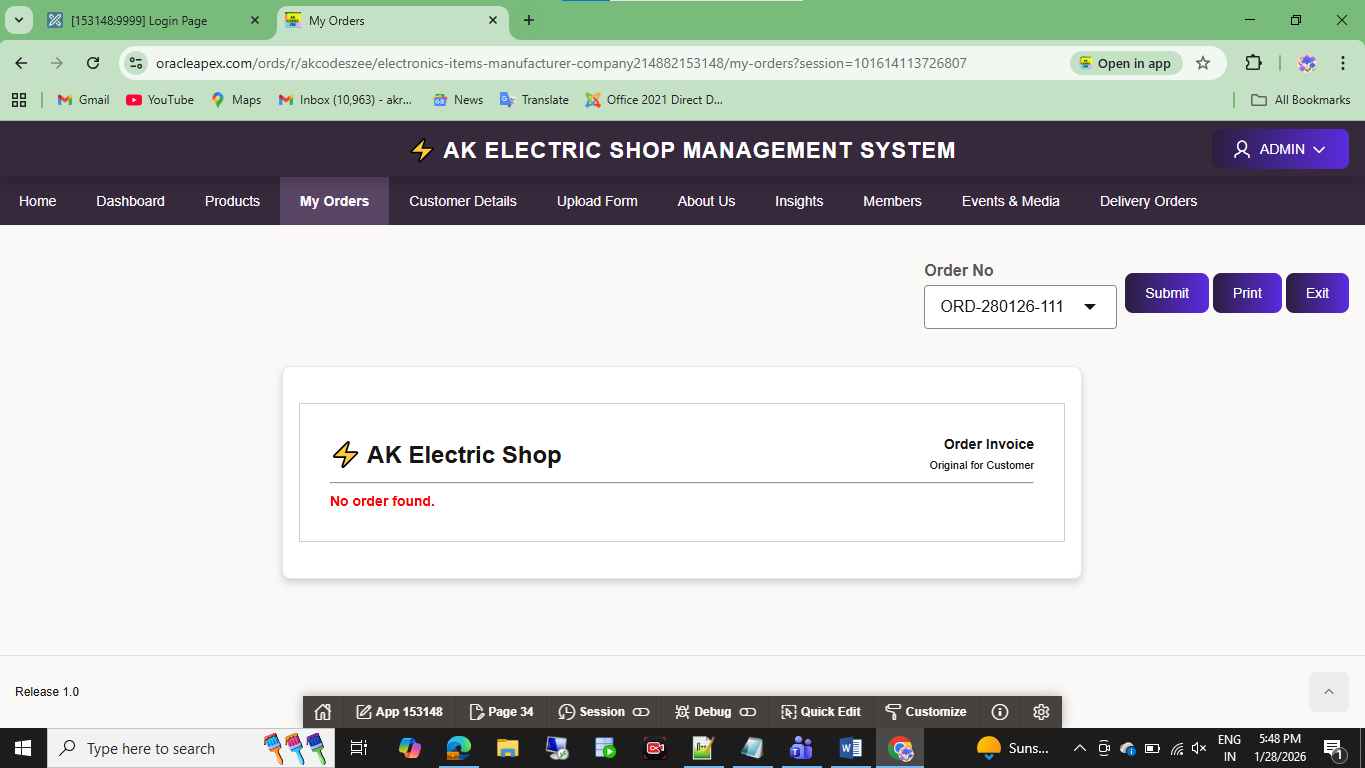 [153148:9999] Login Page
My Orders
oracleapex.com/ords/r/akcodeszee/electronics-items-manufacturer-company214882153148/my-orders?session=101614113726807
Open in app
Gmail
YouTube
Maps
Inbox (10,963) - akr...
News
Translate
Office 2021 Direct D...
All Bookmarks
AK ELECTRIC SHOP MANAGEMENT SYSTEM
ADMIN
Home
Dashboard
Products
My Orders
Customer Details
Upload Form
About Us
Insights
Members
Events & Media
Delivery Orders
Order No
ORD-280126-111
Submit
Print
Exit
AK Electric Shop
Order Invoice
Original for Customer
No order found.
Release 1.0
App 153148
Page 34
Session
Debug
Quick Edit
Customize
Type here to search
Suns...
ENG
IN
5:48 PM
1/28/2026
1